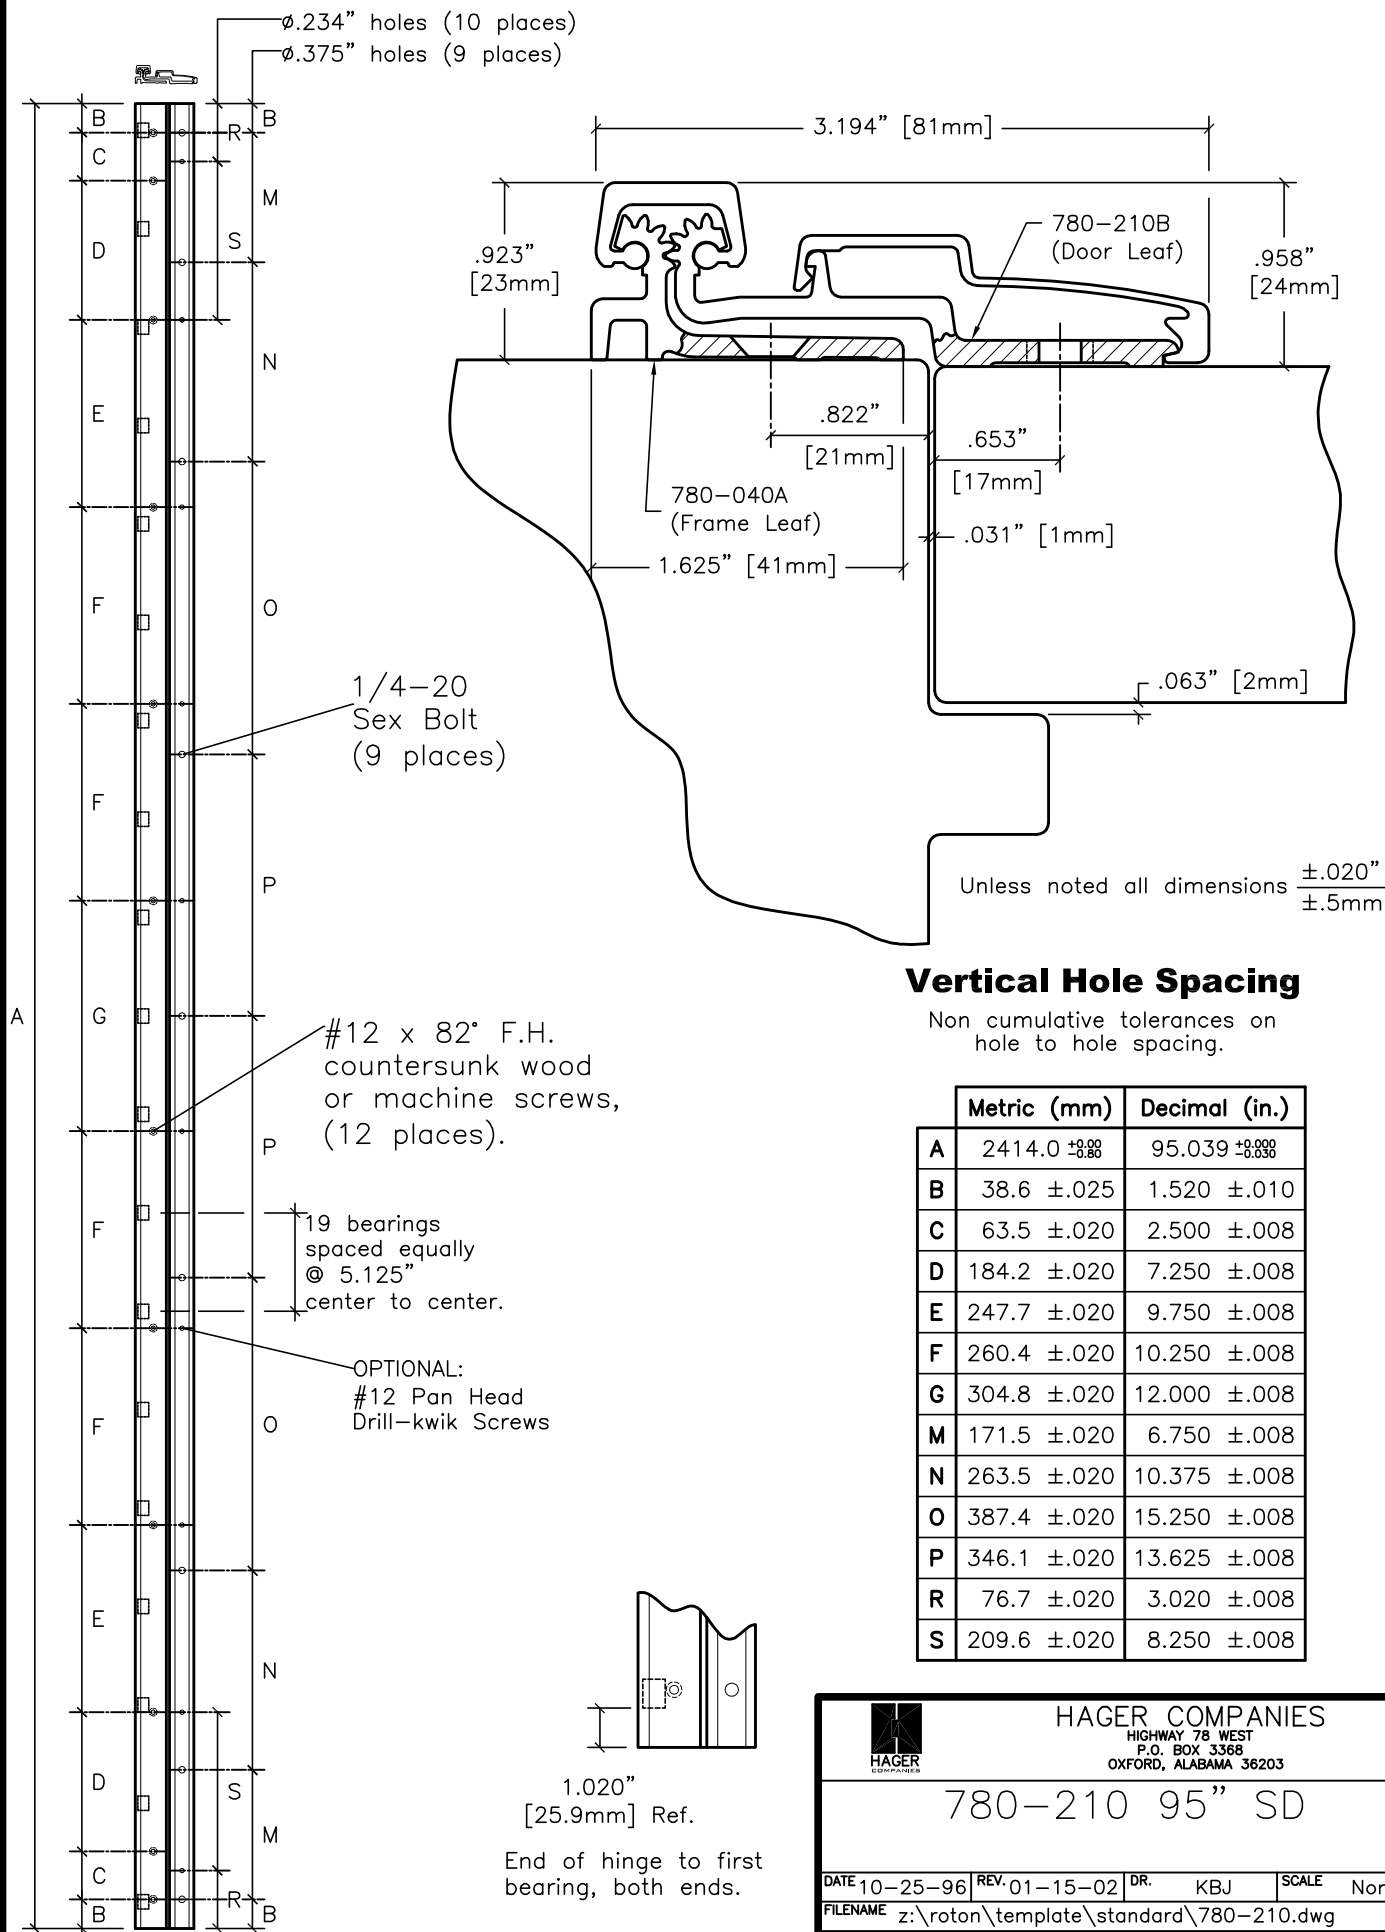 ø.234” holes (10 places)
ø.375” holes (9 places)
B
C
D
E
F
F
G
F
F
E
D
C
B
A
R
S
S
R
B
M
N
O
P
P
O
N
M
B
3.194” [81mm]
.923”
[23mm]
780-210B
(Door Leaf)
.958”
[24mm]
.822”
[21mm]
.653”
[17mm]
780-040A
(Frame Leaf)
.031” [1mm]
1.625” [41mm]
.063” [2mm]
1/4-20
Sex Bolt
(9 places)
Unless noted all dimensions ±.020”
±.5mm
#12 x 82° F.H.
countersunk wood
or machine screws,
(12 places).
19 bearings
spaced equally
@ 5.125”
center to center.
OPTIONAL:
#12 Pan Head
Drill-kwik Screws
1.020”
[25.9mm] Ref.
End of hinge to first
bearing, both ends.
Vertical Hole Spacing
Non cumulative tolerances on
hole to hole spacing.
Metric (mm) Decimal (in.)
A 2414.0 +0.00 -0.80 95.039 +0.000 -0.030
B 38.6 ±.025 1.520 ±.010
C 63.5 ±.020 2.500 ±.008
D 184.2 ±.020 7.250 ±.008
E 247.7 ±.020 9.750 ±.008
F 260.4 ±.020 10.250 ±.008
G 304.8 ±.020 12.000 ±.008
M 171.5 ±.020 6.750 ±.008
N 263.5 ±.020 10.375 ±.008
O 387.4 ±.020 15.250 ±.008
P 346.1 ±.020 13.625 ±.008
R 76.7 ±.020 3.020 ±.008
S 209.6 ±.020 8.250 ±.008
HAGER
COMPANIES
HAGER COMPANIES
HIGHWAY 78 WEST
P.O. BOX 3368
OXFORD, ALABAMA 36203
780-210 95” SD
DATE 10-25-96 REV. 01-15-02 DR. KBJ SCALE Non
FILENAME z:\roton\template\standard\780-210.dwg